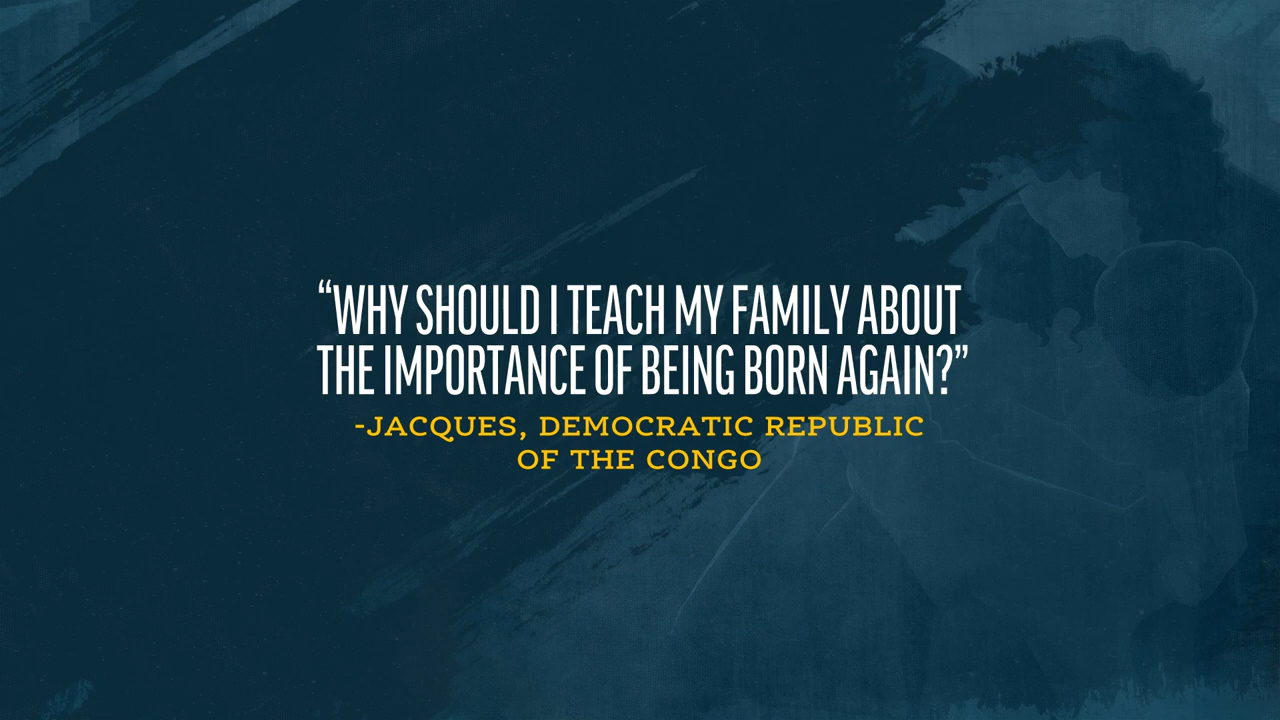 “WHY SHOULD I TEACH MY FAMILY ABOUT
THE IMPORTANCE OF BEING BORN AGAIN?”
-JACQUES, DEMOCRATIC REPUBLIC
OF THE CONGO